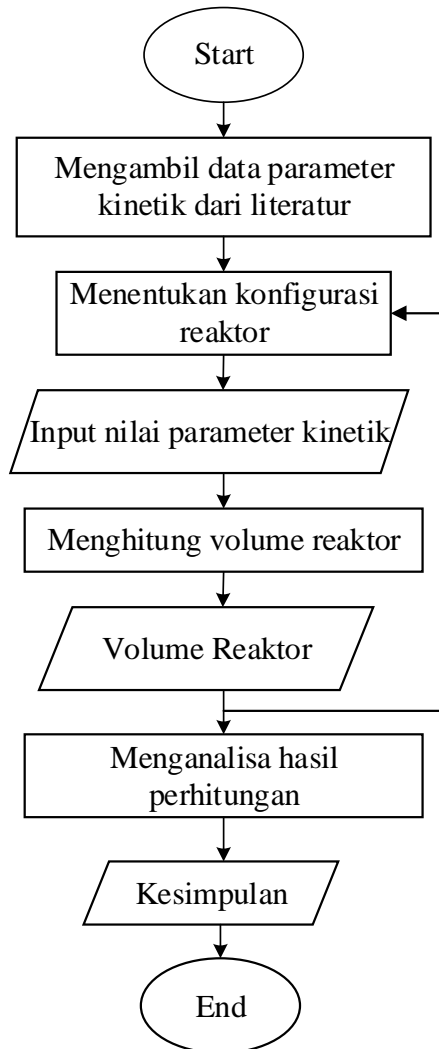 Start
Mengambil data parameter
kinetik dari literatur
Menentukan konfigurasi
reaktor
Input nilai parameter kinetik
Menghitung volume reaktor
Volume Reaktor
Menganalisa hasil
perhitungan
Kesimpulan
End